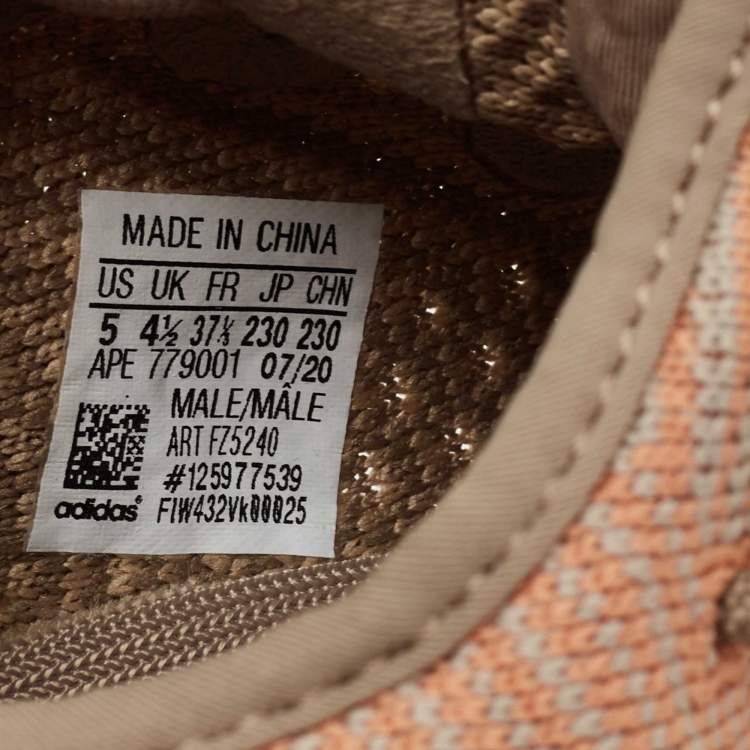 MADE IN CHINA
US UK FR JP CHN
5 4½ 37⅓ 230 230
APE 779001 07/20
MALE/MÂLE
ART FZ5240
#125977539
adidas® FIW432Vk00025